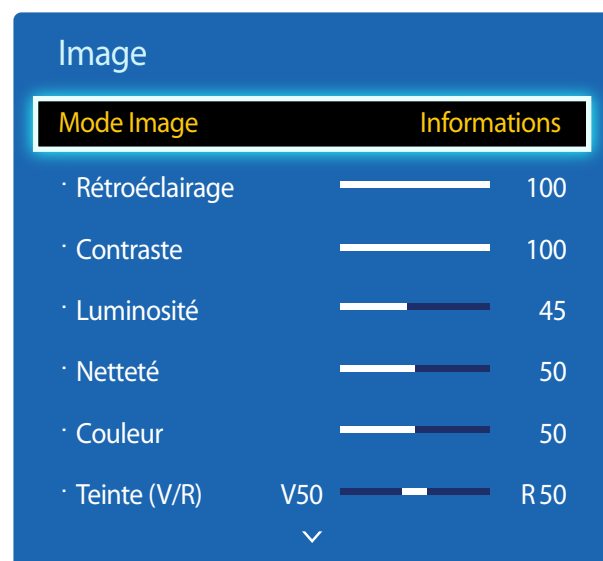 Image
Mode Image Informations
· Rétroéclairage 100
· Contraste 100
· Luminosité 45
· Netteté 50
· Couleur 50
· Teinte (V/R) V50 R50